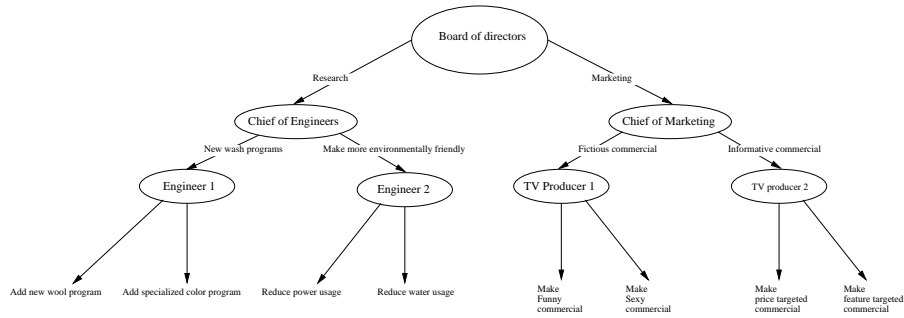 Board of directors
Research
Marketing
Chief of Engineers
Chief of Marketing
New wash programs
Make more environmentally friendly
Fictious commercial
Informative commercial
Engineer 1
Engineer 2
TV Producer 1
TV producer 2
Add new wool program
Add specialized color program
Reduce power usage
Reduce water usage
Make
Funny
commercial
Make
Sexy
commercial
Make
price targeted
commercial
Make
feature targeted
commercial